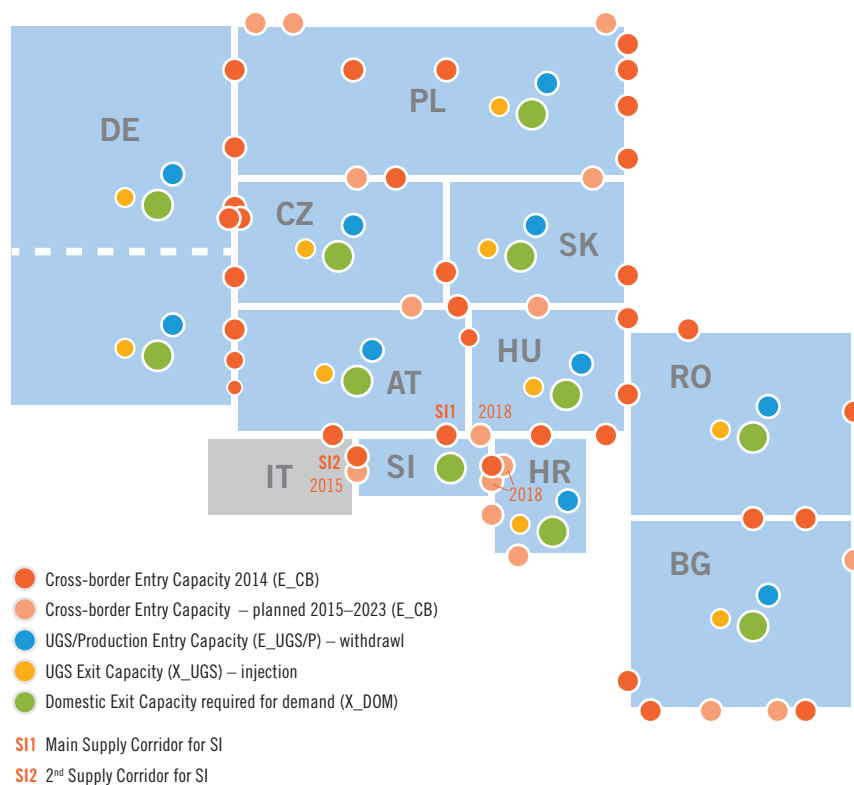 PL
DE
CZ
SK
HU
RO
AT
SI1 2018
SI2
IT
SI
HR
2015
2018
BG
Cross-border Entry Capacity 2014 (E_CB)
Cross-border Entry Capacity – planned 2015–2023 (E_CB)
UGS/Production Entry Capacity (E_UGS/P) – withdrawl
UGS Exit Capacity (X_UGS) – injection
Domestic Exit Capacity required for demand (X_DOM)
SI1 Main Supply Corridor for SI
SI2 2nd Supply Corridor for SI